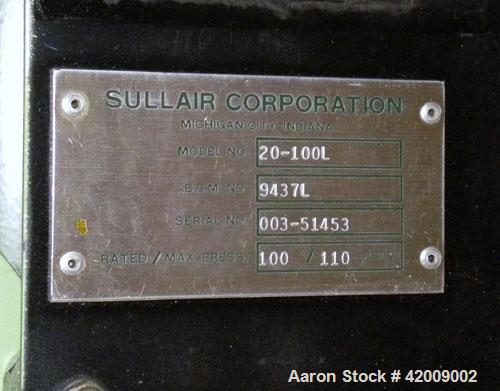 SULLAIR CORPORATION
MICHIGAN CITY, INDIANA
MODEL NO. 20-100L
B.O.M. NO. 9437L
SERIAL NO. 003-51453
RATED / MAX. PRESS. 100 / 110 PSIG
Aaron Stock # 42009002